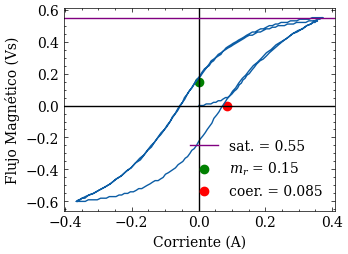 0.6
0.4
0.2
0.0
−0.2
−0.4
−0.6
Flujo Magnético (Vs)
sat. = 0.55
m_r = 0.15
coer. = 0.085
−0.4 −0.2 0.0 0.2 0.4
Corriente (A)